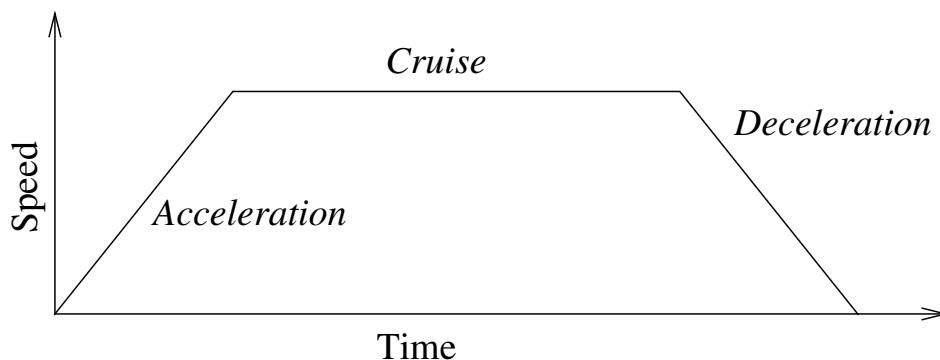 Cruise
Deceleration
Speed
Acceleration
Time